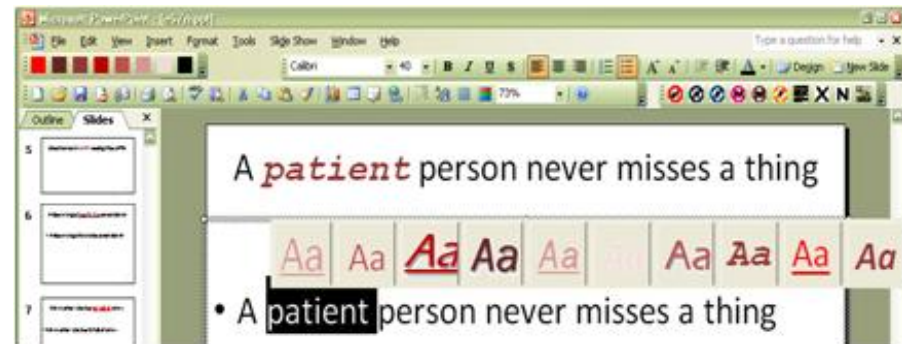 File Edit View Insert Format Tools Slide Show Window Help Type a question for help
Calibri 40 B I U S A A A Design New Slide
73% X N
Outline Slides
5
A patient person never misses a thing
6
Aa Aa Aa Aa Aa Aa Aa Aa Aa Aa
7
• A patient person never misses a thing